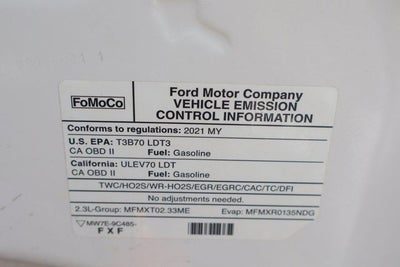 FoMoCo
Ford Motor Company
VEHICLE EMISSION
CONTROL INFORMATION
Conforms to regulations: 2021 MY
U.S. EPA: T3B70 LDT3
CA OBD II Fuel: Gasoline
California: ULEV70 LDT
CA OBD II Fuel: Gasoline
TWC/HO2S/WR-HO2S/EGR/EGRC/CAC/TC/DFI
No adjustments needed.
2.3L-Group: MFMXT02.33ME Evap: MFMXR0135NDG
MW7E-9C485-
FXF